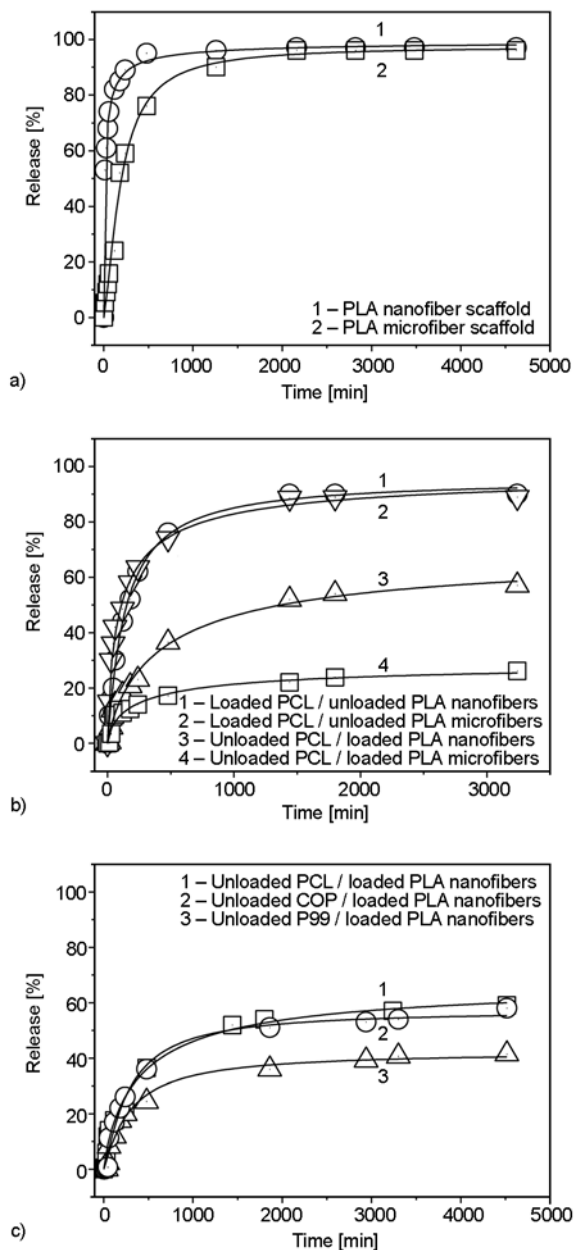 100
80
60
40
20
0
Release [%]
1
2
1 – PLA nanofiber scaffold
2 – PLA microfiber scaffold
0 1000 2000 3000 4000 5000
Time [min]
a)
100
80
60
40
20
0
Release [%]
1
2
3
4
1 – Loaded PCL / unloaded PLA nanofibers
2 – Loaded PCL / unloaded PLA microfibers
3 – Unloaded PCL / loaded PLA nanofibers
4 – Unloaded PCL / loaded PLA microfibers
0 1000 2000 3000
Time [min]
b)
1 – Unloaded PCL / loaded PLA nanofibers
2 – Unloaded COP / loaded PLA nanofibers
3 – Unloaded P99 / loaded PLA nanofibers
100
80
60
40
20
0
Release [%]
1
2
3
0 1000 2000 3000 4000 5000
Time [min]
c)